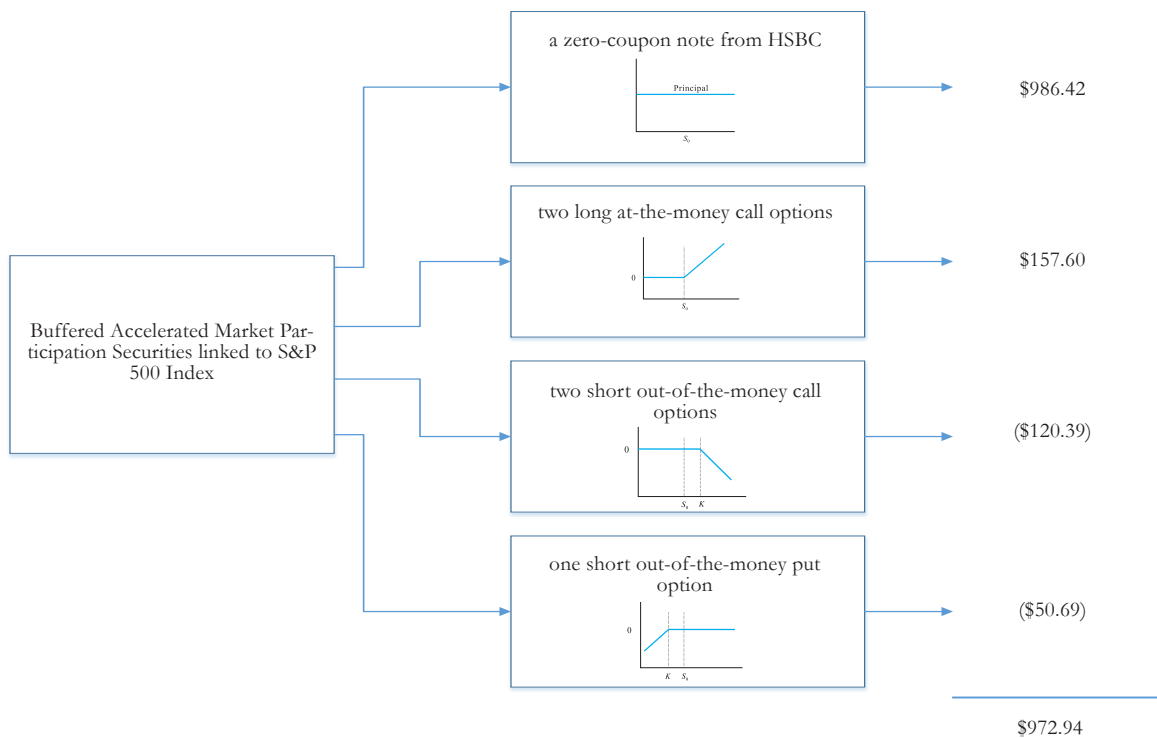 a zero-coupon note from HSBC
Principal
S₀
$986.42
two long at-the-money call options
0
S₀
$157.60
Buffered Accelerated Market Par-
ticipation Securities linked to S&P
500 Index
two short out-of-the-money call
options
0
S₀ K
($120.39)
one short out-of-the-money put
option
0
K S₀
($50.69)
$972.94